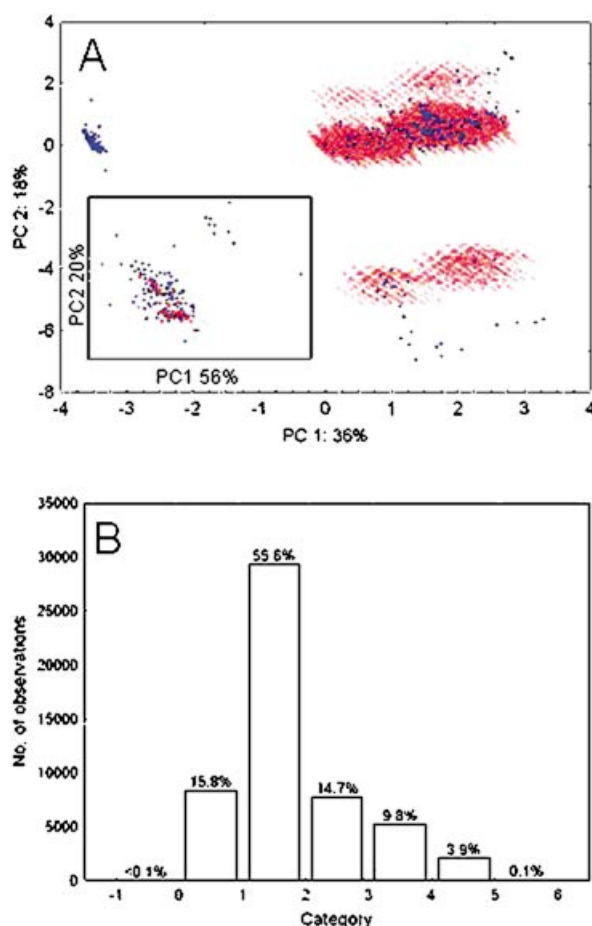 A
4
2
0
-2
-4
-6
-8
PC 2: 18%
PC2 20%
PC1 56%
-4 -3 -2 -1 0 1 2 3 4
PC 1: 36%
B
35000
30000
25000
20000
15000
10000
5000
0
No. of observations
<0.1%
15.8%
55.6%
14.7%
9.8%
3.9%
0.1%
-1 0 1 2 3 4 5 6
Category